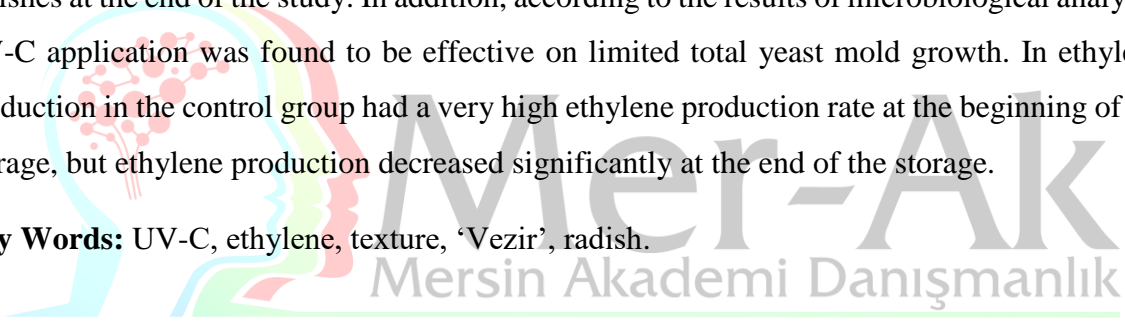 ishes at the end of the study. In addition, according to the results of microbiological analy
V-C application was found to be effective on limited total yeast mold growth. In ethyl
duction in the control group had a very high ethylene production rate at the beginning of
rage, but ethylene production decreased significantly at the end of the storage.
y Words: UV-C, ethylene, texture, ‘Vezir’, radish.
Mer-Ak
Mersin Akademi Danışmanlık